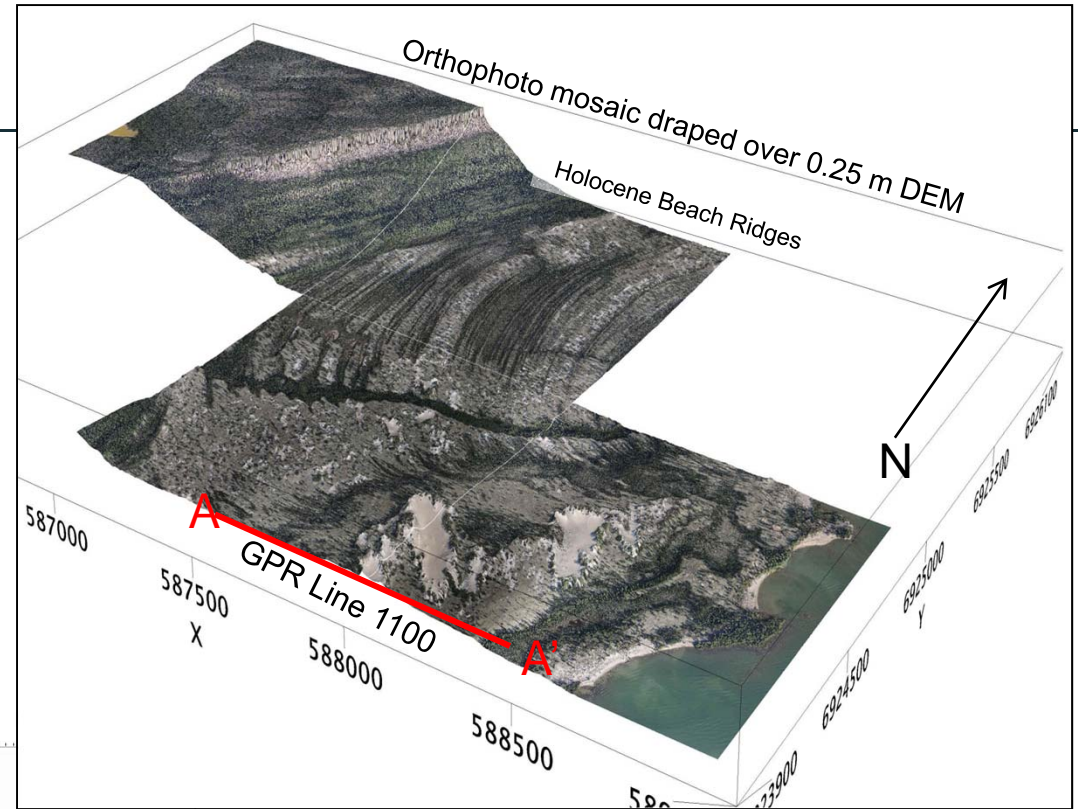 Orthophoto mosaic draped over 0.25 m DEM
Holocene Beach Ridges
N
6926100
6925500
6925000
Y
6924500
A
GPR Line 1100
A'
587000
587500
X
588000
588500